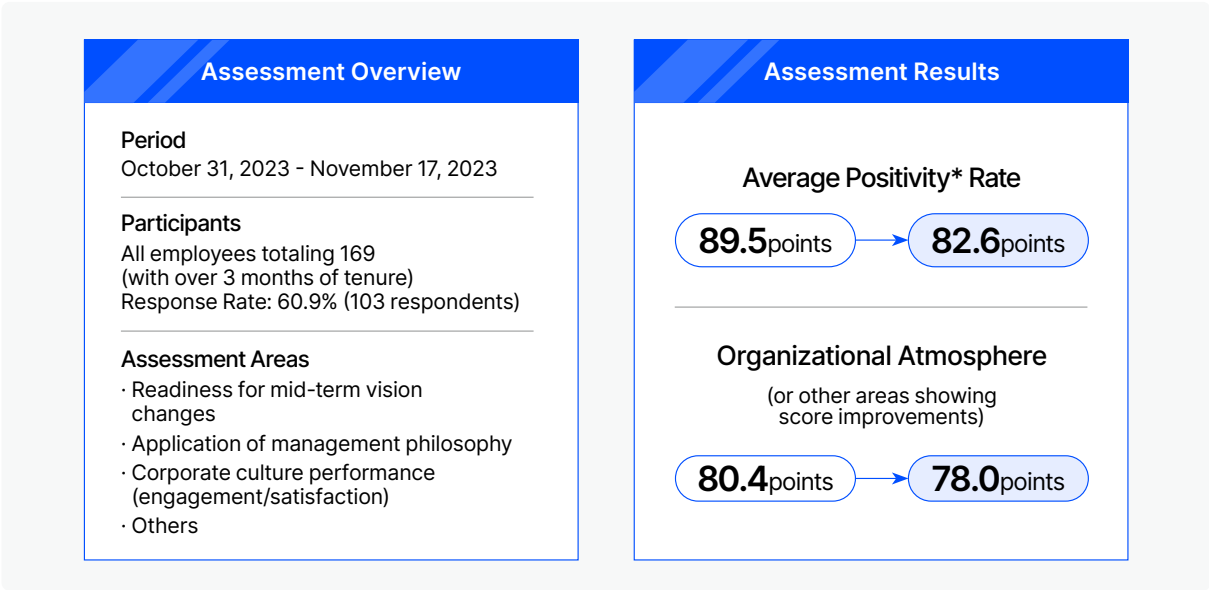 Assessment Overview
Period
October 31, 2023 - November 17, 2023
Participants
All employees totaling 169
(with over 3 months of tenure)
Response Rate: 60.9% (103 respondents)
Assessment Areas
· Readiness for mid-term vision
changes
· Application of management philosophy
· Corporate culture performance
(engagement/satisfaction)
· Others
Assessment Results
Average Positivity* Rate
89.5points
82.6points
Organizational Atmosphere
(or other areas showing
score improvements)
80.4points
78.0points